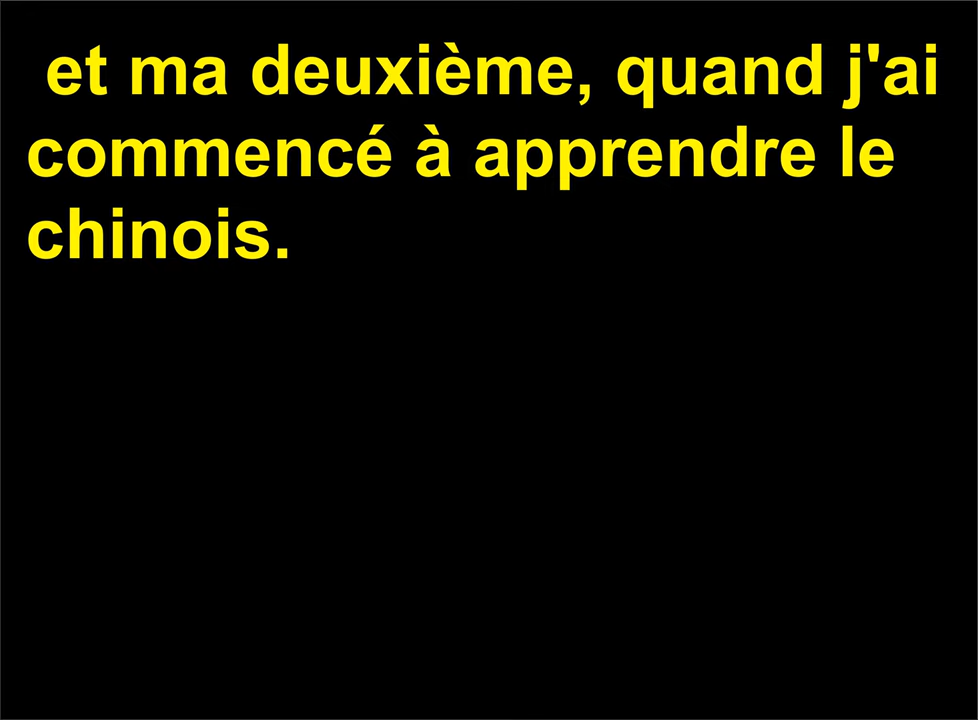 et ma deuxième, quand j'ai
commencé à apprendre le
chinois.